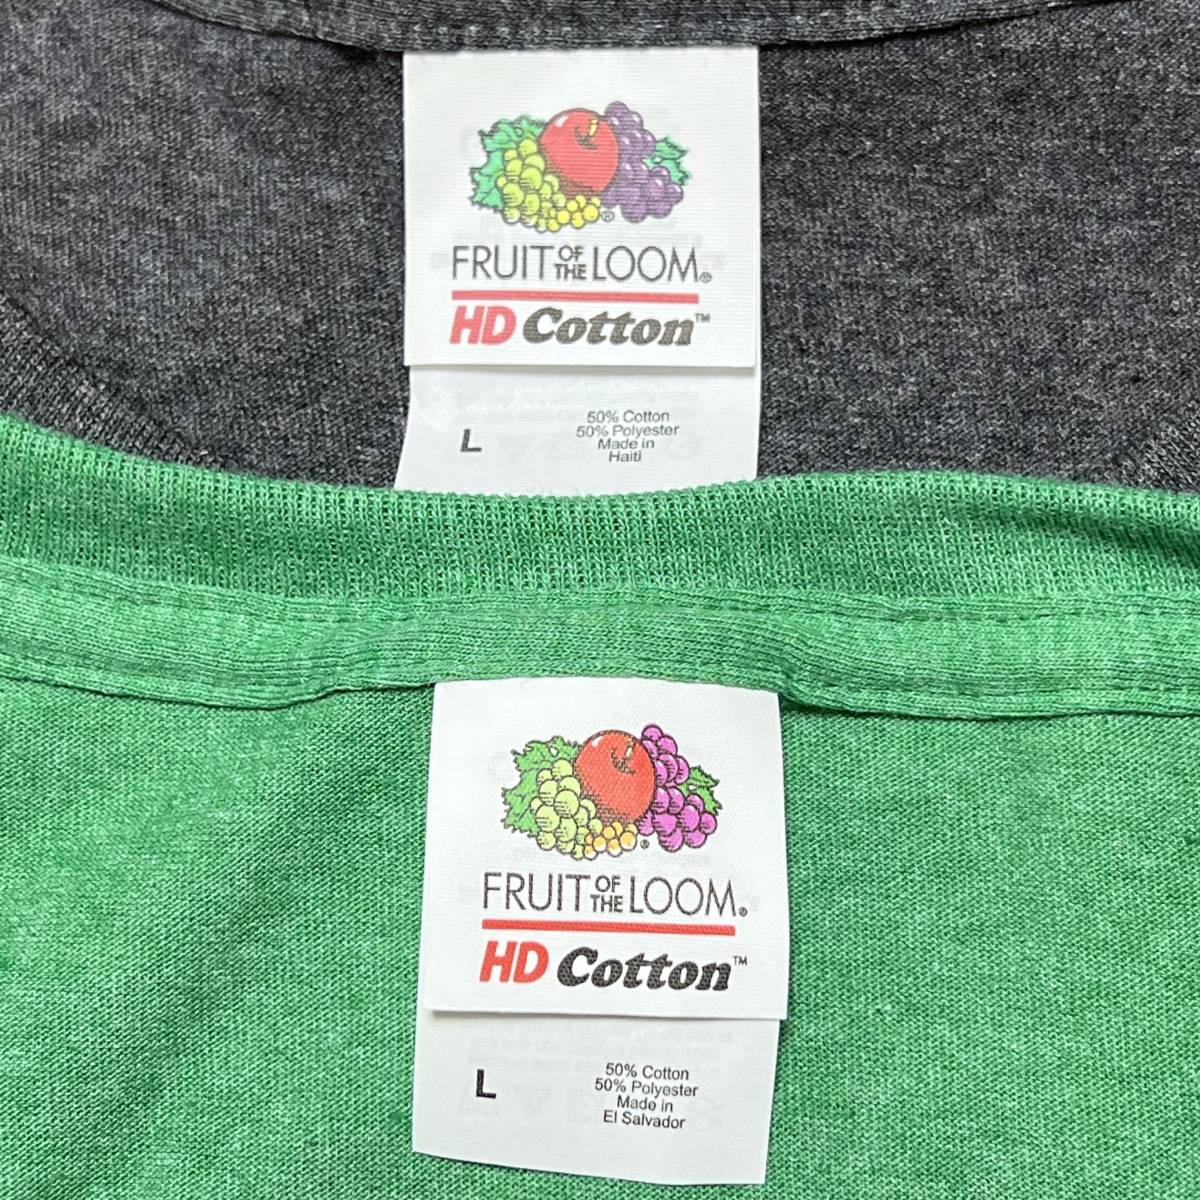 FRUIT OF THE LOOM®
HD Cotton™
L
50% Cotton
50% Polyester
Made in
Haiti
FRUIT OF THE LOOM®
HD Cotton™
L
50% Cotton
50% Polyester
Made in
El Salvador